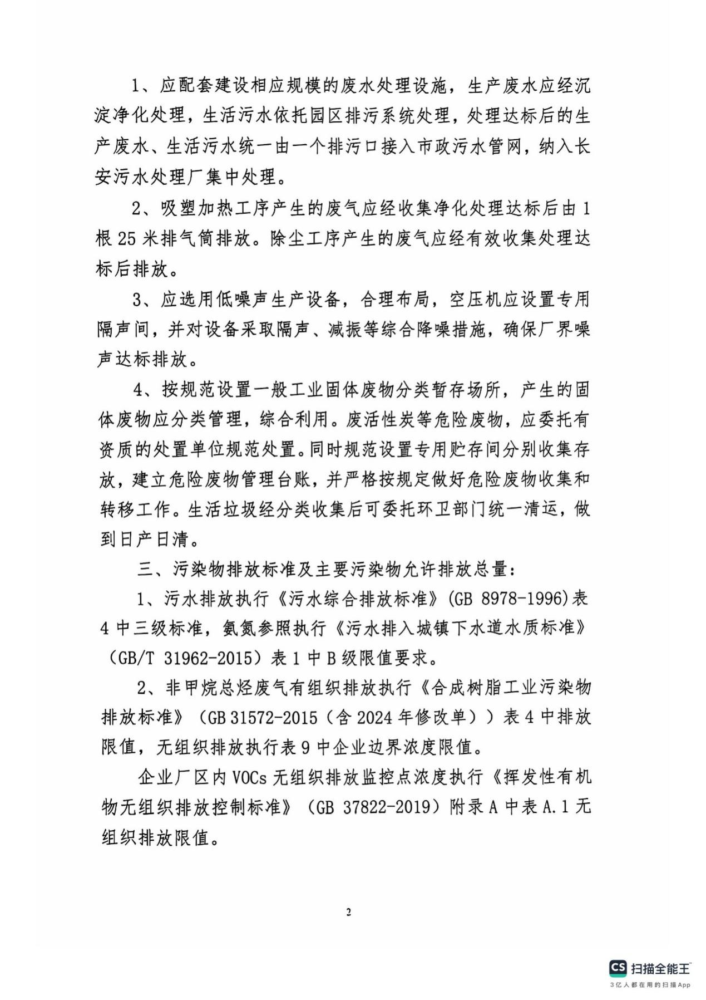 1、应配套建设相应规模的废水处理设施，生产废水应经沉
淀净化处理，生活污水依托园区排污系统处理，处理达标后的生
产废水、生活污水统一由一个排污口接入市政污水管网，纳入长
安污水处理厂集中处理。
2、吸塑加热工序产生的废气应经收集净化处理达标后由 1
根 25 米排气筒排放。除尘工序产生的废气应经有效收集处理达
标后排放。
3、应选用低噪声生产设备，合理布局，空压机应设置专用
隔声间，并对设备采取隔声、减振等综合降噪措施，确保厂界噪
声达标排放。
4、按规范设置一般工业固体废物分类暂存场所，产生的固
体废物应分类管理，综合利用。废活性炭等危险废物，应委托有
资质的处置单位规范处置。同时规范设置专用贮存间分别收集存
放，建立危险废物管理台账，并严格按规定做好危险废物收集和
转移工作。生活垃圾经分类收集后可委托环卫部门统一清运，做
到日产日清。
三、污染物排放标准及主要污染物允许排放总量：
1、污水排放执行《污水综合排放标准》(GB 8978-1996)表
4 中三级标准，氨氮参照执行《污水排入城镇下水道水质标准》
（GB/T 31962-2015）表 1 中 B 级限值要求。
2、非甲烷总烃废气有组织排放执行《合成树脂工业污染物
排放标准》（GB 31572-2015（含 2024 年修改单））表 4 中排放
限值，无组织排放执行表 9 中企业边界浓度限值。
企业厂区内 VOCs 无组织排放监控点浓度执行《挥发性有机
物无组织排放控制标准》（GB 37822-2019）附录 A 中表 A.1 无
组织排放限值。
2
CS 扫描全能王™
3亿人都在用的扫描App